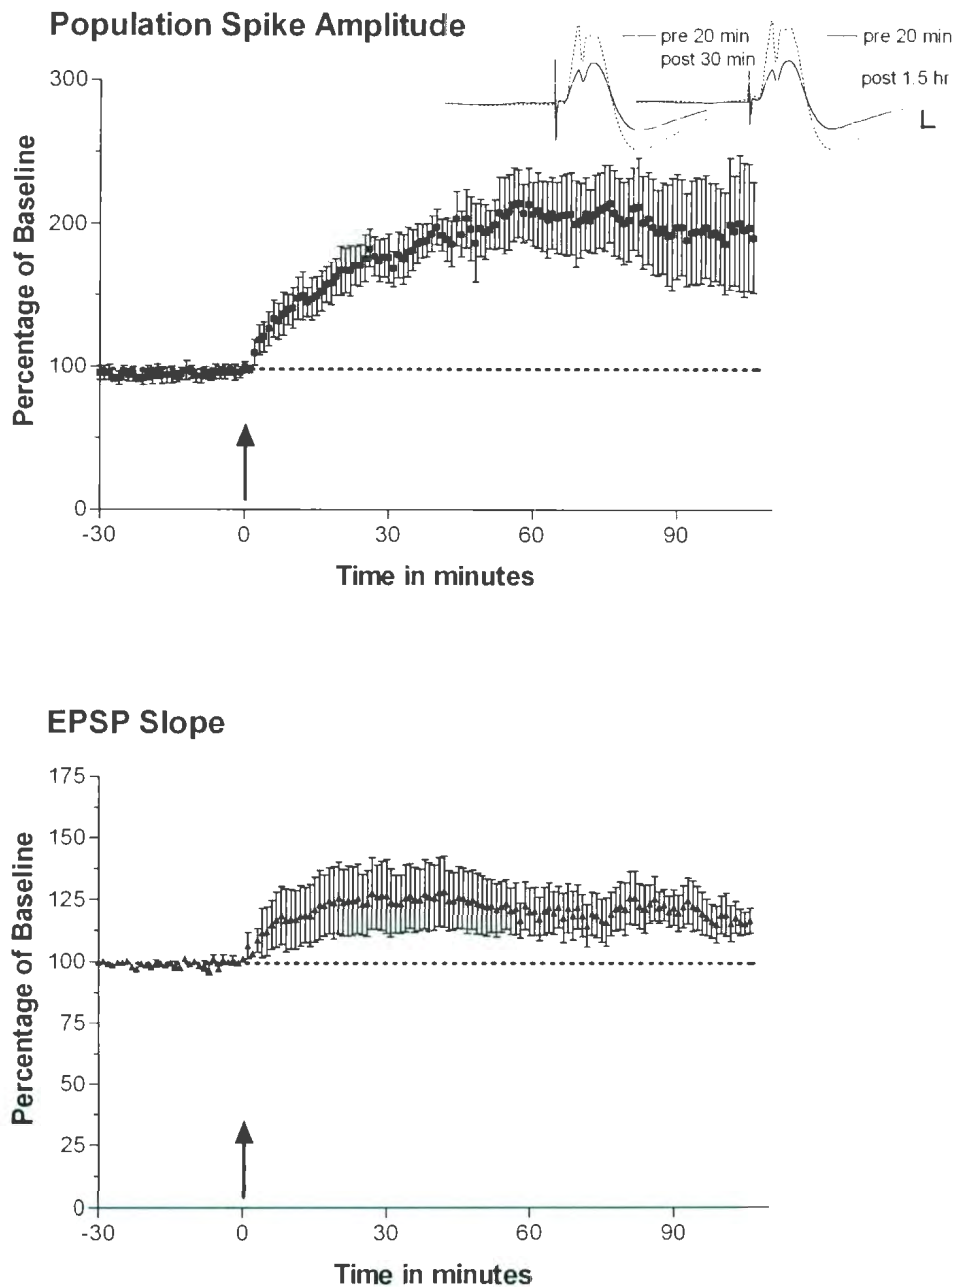 Population Spike Amplitude
pre 20 min
post 30 min
pre 20 min
post 1.5 hr
300
200
100
0
Percentage of Baseline
-30 0 30 60 90
Time in minutes
EPSP Slope
175
150
125
100
75
50
25
0
Percentage of Baseline
-30 0 30 60 90
Time in minutes